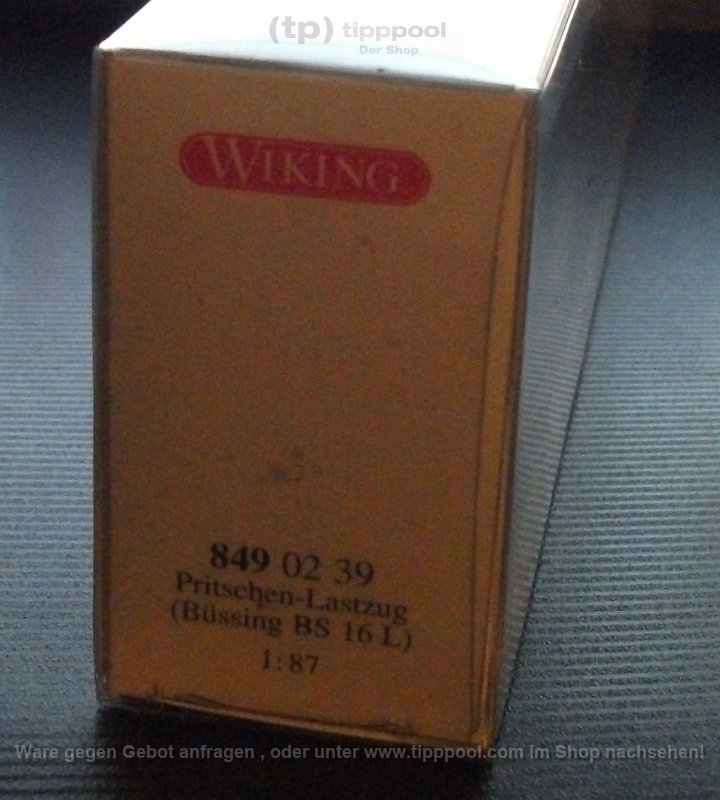 (tp) tipppool
Der Shop
WIKING
849 02 39
Pritschen-Lastzug
(Büssing BS 16 L)
1:87
Ware gegen Gebot anfragen , oder unter www.tipppool.com im Shop nachsehen!